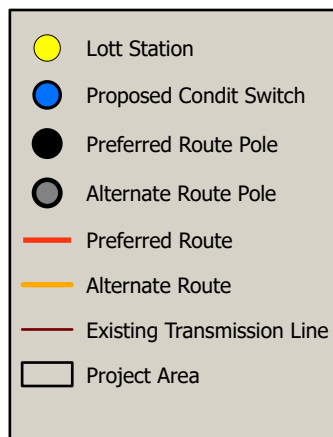 Lott Station
Proposed Condit Switch
Preferred Route Pole
Alternate Route Pole
Preferred Route
Alternate Route
Existing Transmission Line
Project Area